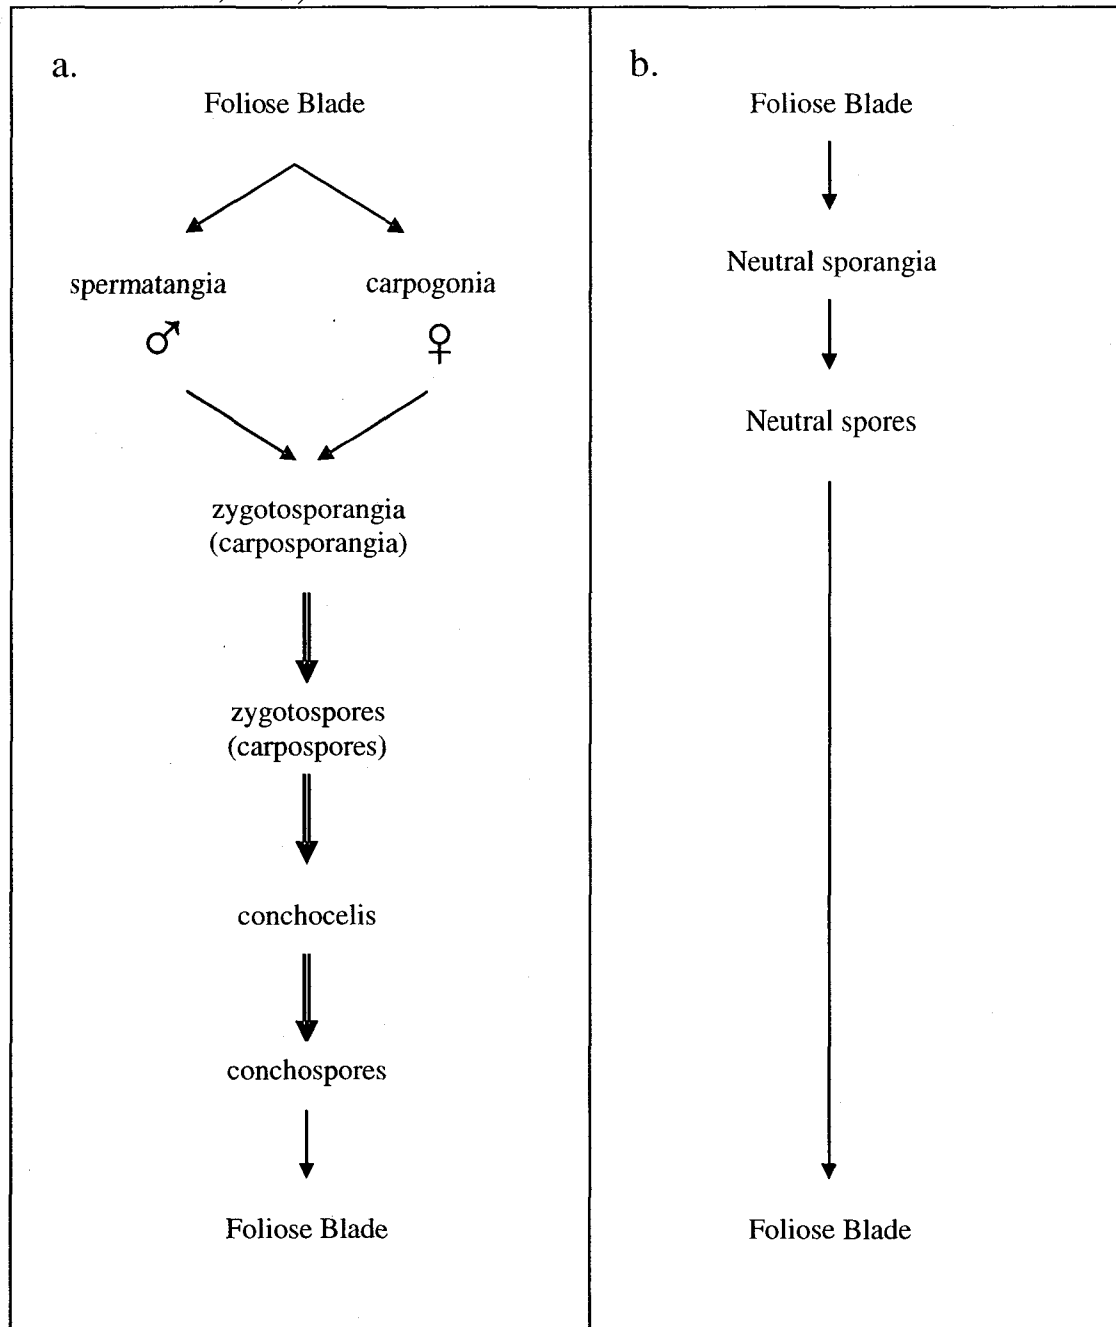 a.
Foliose Blade
spermatangia carpogonia
♂ ♀
zygotosporangia
(carposporangia)
zygotospores
(carpospores)
conchocelis
conchospores
Foliose Blade
b.
Foliose Blade
Neutral sporangia
Neutral spores
Foliose Blade